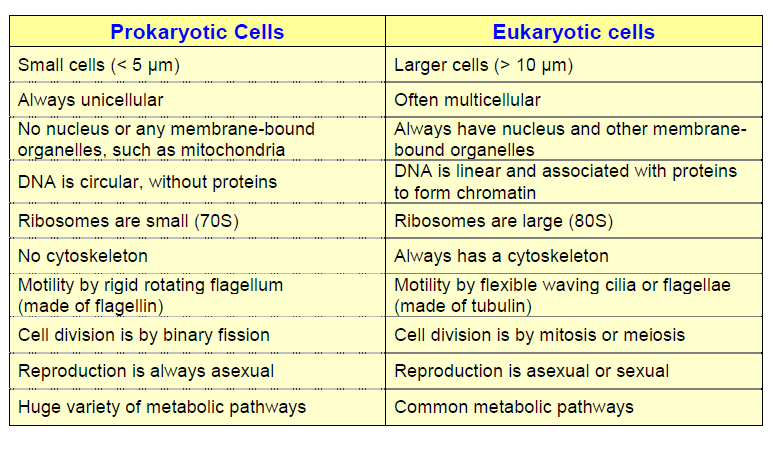 Prokaryotic Cells
Eukaryotic cells
Small cells (< 5 µm)
Larger cells (> 10 µm)
Always unicellular
Often multicellular
No nucleus or any membrane-bound
organelles, such as mitochondria
Always have nucleus and other membrane-
bound organelles
DNA is circular, without proteins
DNA is linear and associated with proteins
to form chromatin
Ribosomes are small (70S)
Ribosomes are large (80S)
No cytoskeleton
Always has a cytoskeleton
Motility by rigid rotating flagellum
(made of flagellin)
Motility by flexible waving cilia or flagellae
(made of tubulin)
Cell division is by binary fission
Cell division is by mitosis or meiosis
Reproduction is always asexual
Reproduction is asexual or sexual
Huge variety of metabolic pathways
Common metabolic pathways